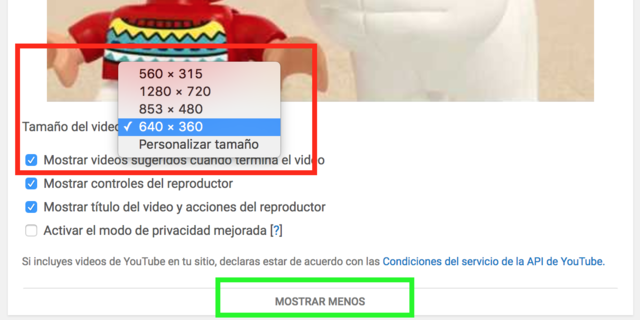 560 × 315
1280 × 720
853 × 480
Tamaño del video
✓ 640 × 360
Personalizar tamaño
Mostrar videos sugeridos cuando termina el video
Mostrar controles del reproductor
Mostrar título del video y acciones del reproductor
Activar el modo de privacidad mejorada [?]
Si incluyes videos de YouTube en tu sitio, declaras estar de acuerdo con las Condiciones del servicio de la API de YouTube.
MOSTRAR MENOS